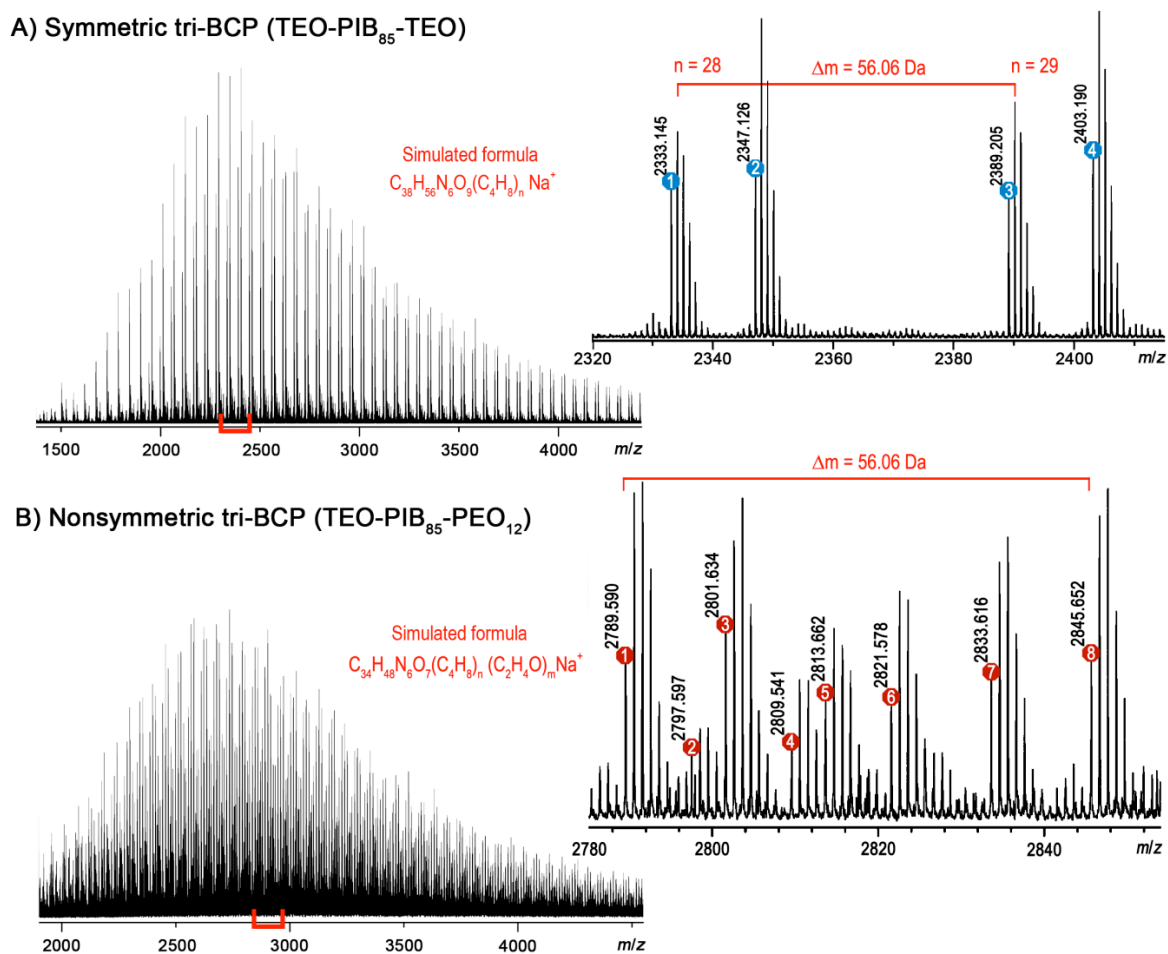 A) Symmetric tri-BCP (TEO-PIB₈₅-TEO)
Simulated formula
C₃₈H₅₆N₆O₉(C₄H₈)ₙ Na⁺
1500 2000 2500 3000 3500 4000 m/z
n = 28 Δm = 56.06 Da n = 29
2333.145 2347.126 2389.205 2403.190
1 2 3 4
2320 2340 2360 2380 2400 m/z
B) Nonsymmetric tri-BCP (TEO-PIB₈₅-PEO₁₂)
Simulated formula
C₃₄H₄₈N₆O₇(C₄H₈)ₙ (C₂H₄O)ₘNa⁺
2000 2500 3000 3500 4000 m/z
Δm = 56.06 Da
2789.590 2797.597 2801.634 2809.541 2813.662 2821.578 2833.616 2845.652
1 2 3 4 5 6 7 8
2780 2800 2820 2840 m/z